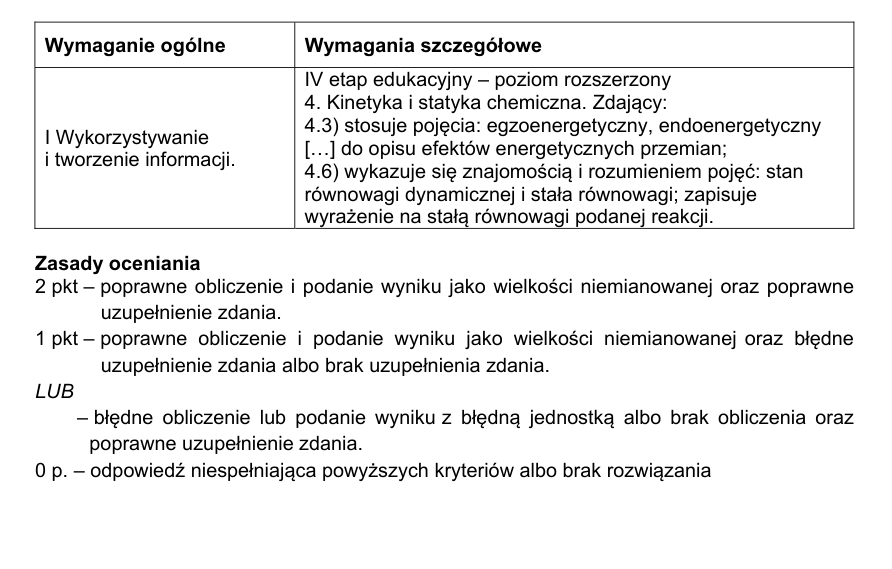 Wymaganie ogólne
Wymagania szczegółowe
I Wykorzystywanie
i tworzenie informacji.
IV etap edukacyjny – poziom rozszerzony
4. Kinetyka i statyka chemiczna. Zdający:
4.3) stosuje pojęcia: egzoenergetyczny, endoenergetyczny
[…] do opisu efektów energetycznych przemian;
4.6) wykazuje się znajomością i rozumieniem pojęć: stan
równowagi dynamicznej i stała równowagi; zapisuje
wyrażenie na stałą równowagi podanej reakcji.
Zasady oceniania
2 pkt – poprawne obliczenie i podanie wyniku jako wielkości niemianowanej oraz poprawne
uzupełnienie zdania.
1 pkt – poprawne obliczenie i podanie wyniku jako wielkości niemianowanej oraz błędne
uzupełnienie zdania albo brak uzupełnienia zdania.
LUB
– błędne obliczenie lub podanie wyniku z błędną jednostką albo brak obliczenia oraz
poprawne uzupełnienie zdania.
0 p. – odpowiedź niespełniająca powyższych kryteriów albo brak rozwiązania